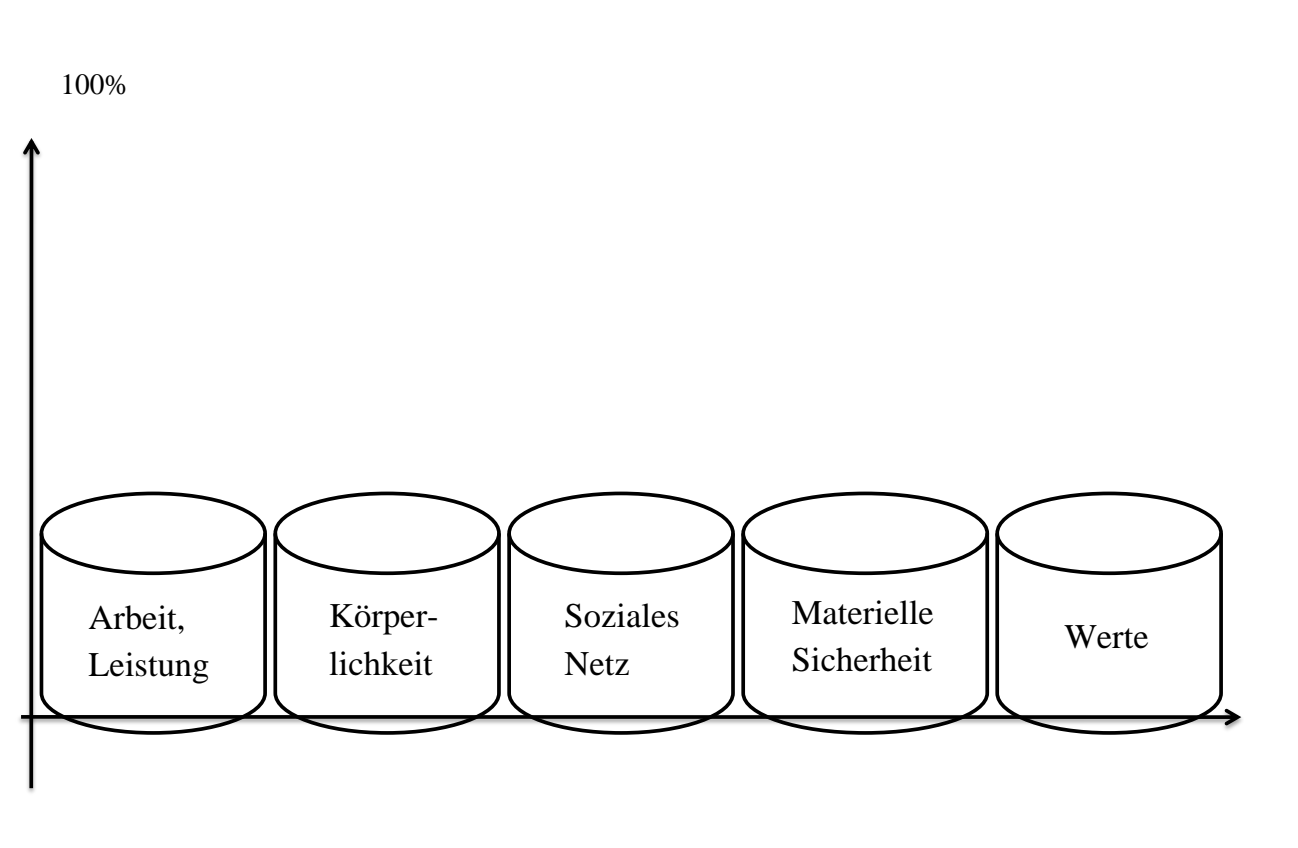 100%
Arbeit,
Leistung
Körper-
lichkeit
Soziales
Netz
Materielle
Sicherheit
Werte